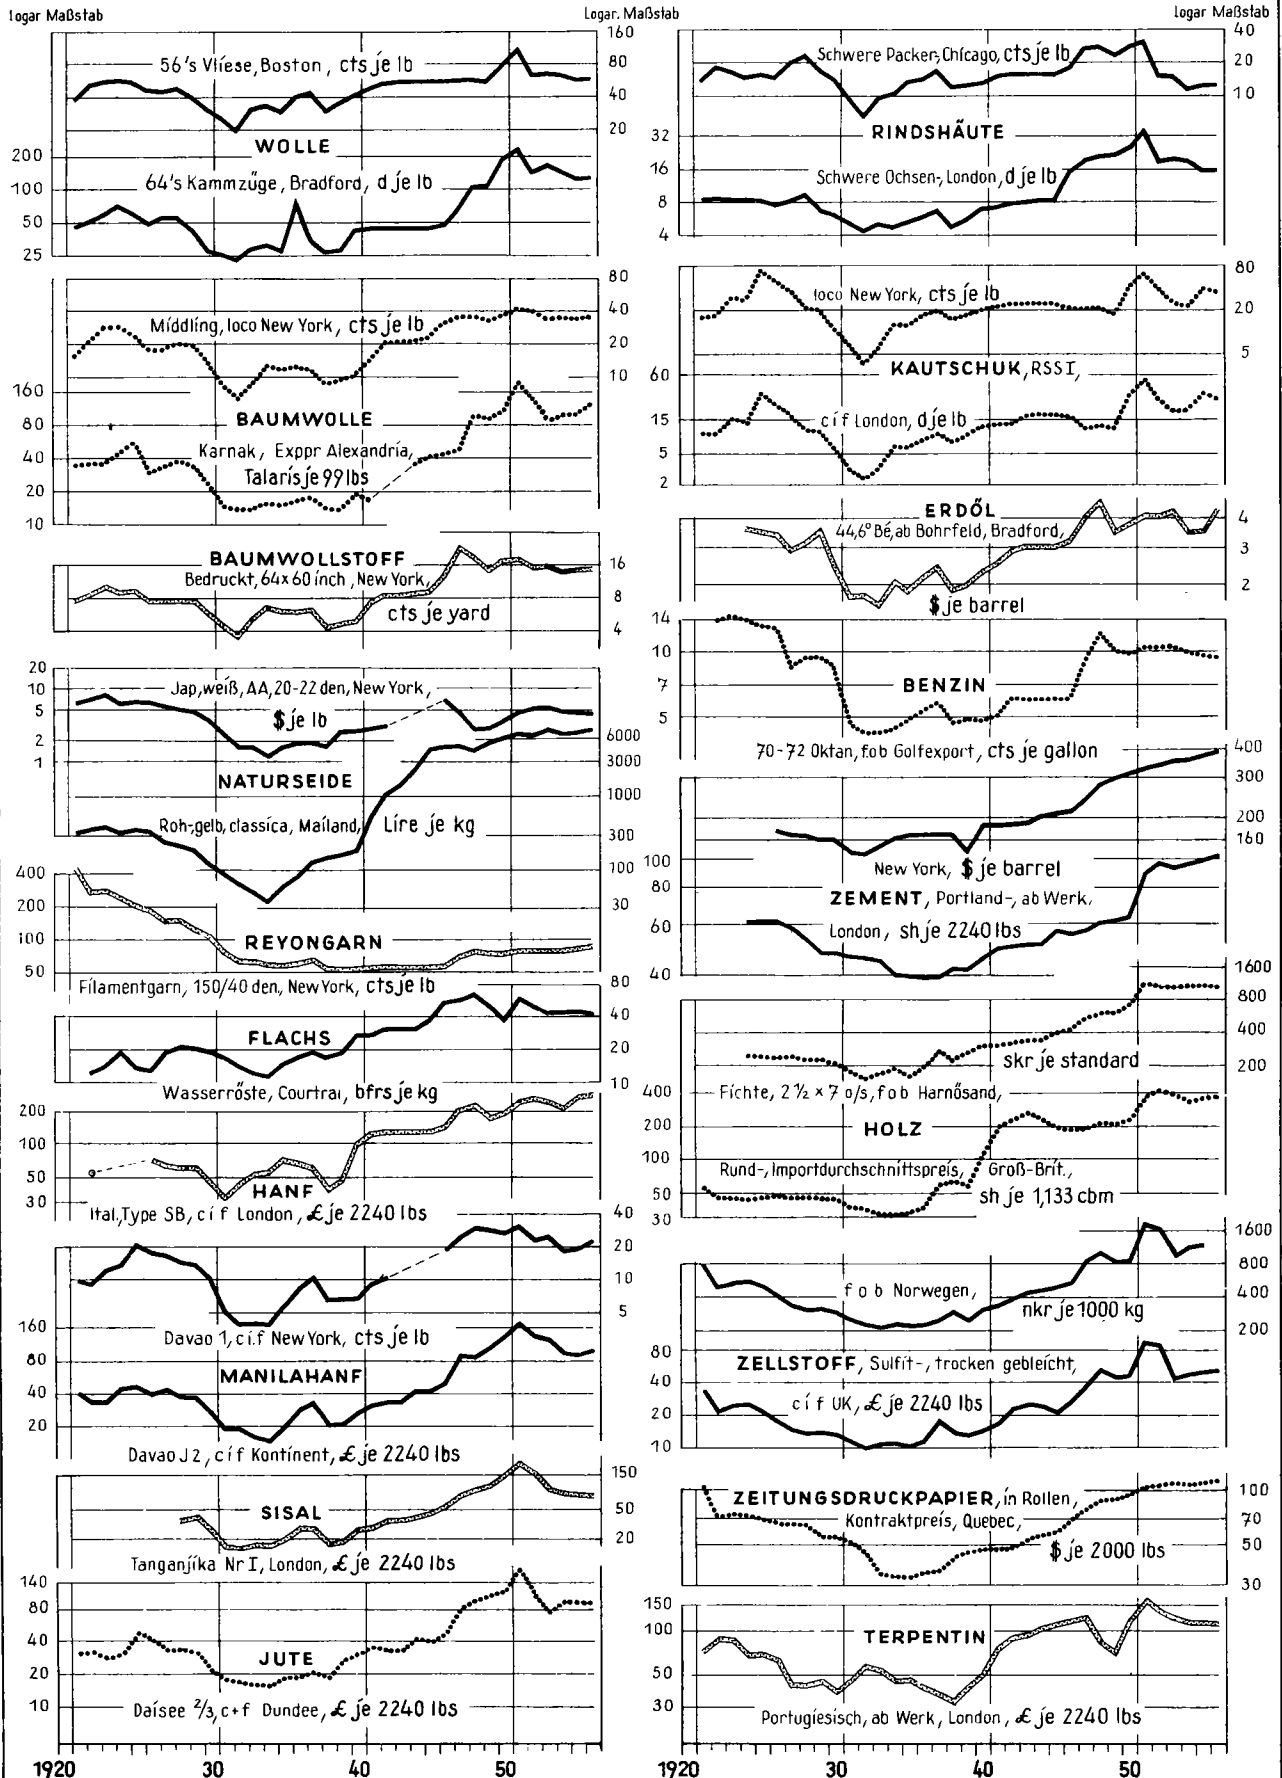 logar Maßstab
Logar. Maßstab
logar Maßstab
160
56's Vliese, Boston, cts je lb
80
40
20
WOLLE
200
64's Kammzüge, Bradford, d je lb
100
50
25
80
Middling, loco New York, cts je lb
40
20
10
160
BAUMWOLLE
80
Karnak, Exppr Alexandria,
40
Talaris je 99 lbs
20
10
BAUMWOLLSTOFF
Bedruckt, 64x60 inch, New York,
16
8
cts je yard
4
20
10
Jap, weiß, AA, 20-22 den, New York,
5
$ je lb
2
1
6000
3000
NATURSEIDE
1000
Roh-, gelb, classica, Mailand, Lire je kg
300
100
30
400
200
REYONGARN
100
50
Filamentgarn, 150/40 den., New York, cts je lb
80
40
FLACHS
20
10
Wasserröste, Courtrai, bfrs je kg
200
100
50
HANF
30
Ital., Type SB, cif London, £ je 2240 lbs
40
20
10
5
160
Davao 1, c.i.f New York, cts je lb
80
MANILAHANF
40
20
Davao J2, cif Kontinent, £ je 2240 lbs
150
SISAL
50
20
Tanganjika Nr I, London, £ je 2240 lbs
140
80
40
JUTE
20
10
Daisee 2/3, c+f Dundee, £ je 2240 lbs
1920 30 40 50
40
Schwere Packer-, Chicago, cts je lb
20
10
32
RINDSHÄUTE
16
Schwere Ochsen-, London, d je lb
8
4
80
loco New York, cts je lb
20
5
60
KAUTSCHUK, RSS I,
15
cif London, d je lb
5
2
ERDÖL
44,6° Bé, ab Bohrfeld, Bradford,
4
3
2
$ je barrel
14
10
BENZIN
7
5
70-72 Oktan, fob Golfexport, cts je gallon
400
300
200
160
100
New York, $ je barrel
80
ZEMENT, Portland-, ab Werk,
60
London, sh je 2240 lbs
40
1600
800
400
skr je standard
200
400
Fichte, 2 ½ x 7 o/s, fob Harnösand,
200
HOLZ
100
Rund-, Importdurchschnittspreis, Groß-Brit.,
50
sh je 1,133 cbm
30
1600
800
fob Norwegen,
400
nkr je 1000 kg
200
80
ZELLSTOFF, Sulfit-, trocken gebleicht,
40
cif UK, £ je 2240 lbs
20
10
100
ZEITUNGSDRUCKPAPIER, in Rollen,
Kontraktpreis, Quebec,
70
50
$ je 2000 lbs
30
150
100
TERPENTIN
50
30
Portugiesisch, ab Werk, London, £ je 2240 lbs
1920 30 40 50